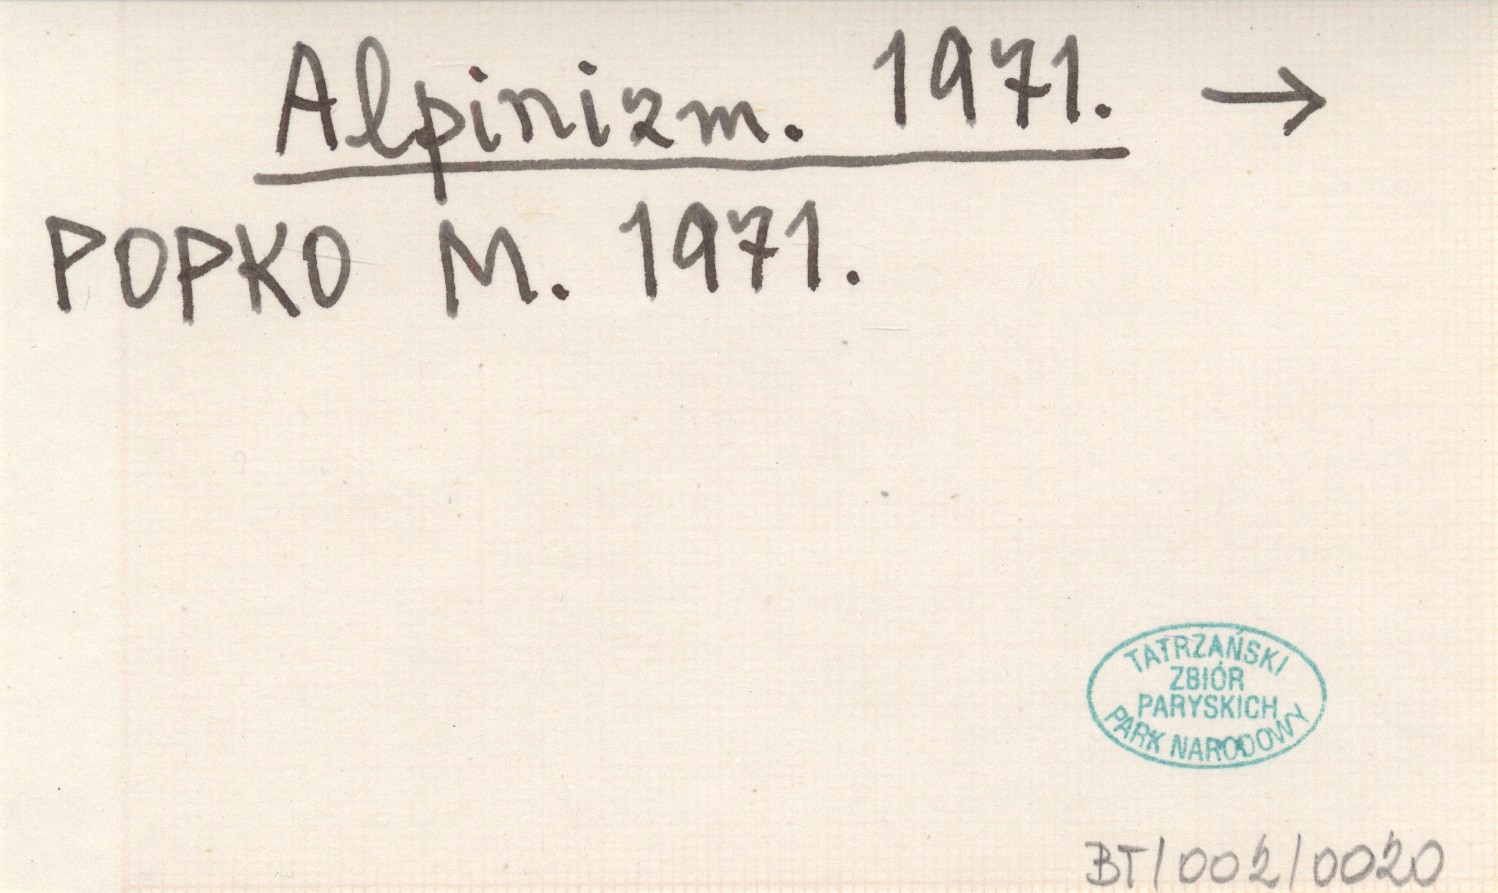 Alpinizm. 1971. →
POPKO M. 1971.
TATRZAŃSKI
ZBIÓR
PARYSKICH
PARK NARODOWY
BT/002/0020